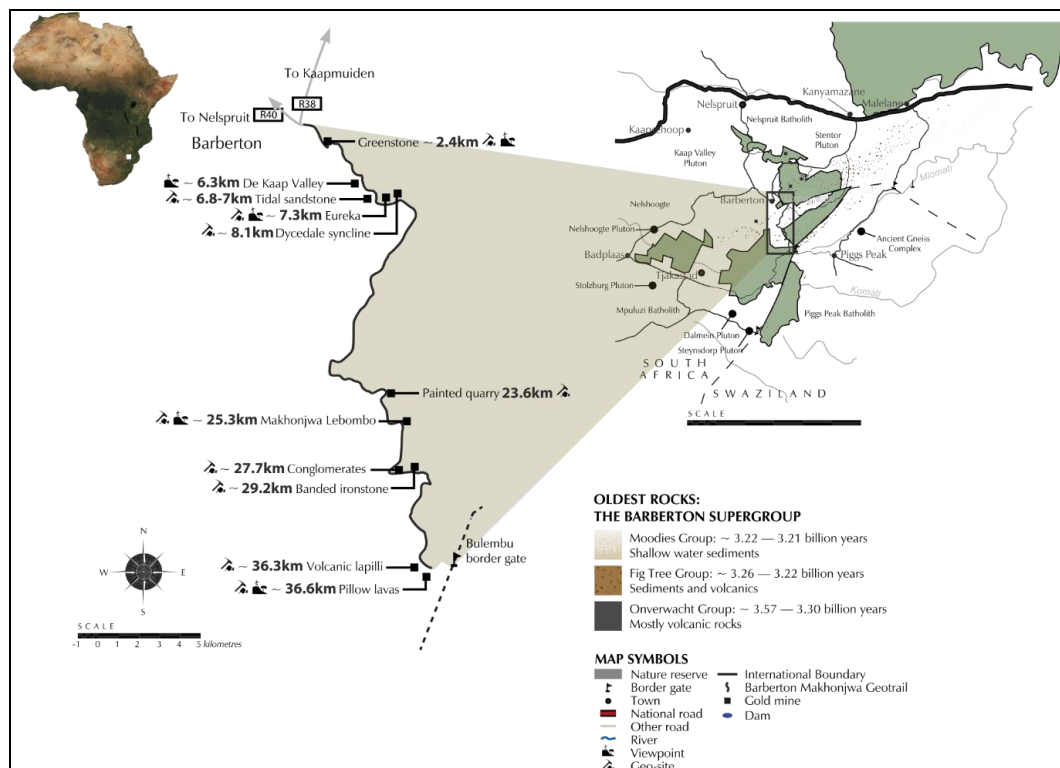 To Kaapmuiden
R38
To Nelspruit
R40
Barberton
Greenstone ~ 2.4km
~ 6.3km De Kaap Valley
~ 6.8-7km Tidal sandstone
~ 7.3km Eureka
~ 8.1km Dycedale syncline
Painted quarry 23.6km
~ 25.3km Makhonjwa Lebombo
~ 27.7km Conglomerates
~ 29.2km Banded ironstone
Bulembu
border gate
~ 36.3km Volcanic lapilli
~ 36.6km Pillow lavas
N
W
E
S
SCALE
-1 0 1 2 3 4 5 kilometres
Kanyamazane
Malelane
Nelspruit
Nelspruit Batholith
Stentor
Pluton
Kaapsehoop
Kaap Valley
Pluton
Mlomati
Barberton
Nelshoogte
Nelshoogte Pluton
Ancient Gneiss
Complex
Badplaas
Piggs Peak
Tjakastad
Stolzburg Pluton
Komati
Mpuluzi Batholith
Piggs Peak Batholith
Dalmein Pluton
Steynsdorp Pluton
SOUTH
AFRICA
SWAZILAND
SCALE
OLDEST ROCKS:
THE BARBERTON SUPERGROUP
Moodies Group: ~ 3.22 — 3.21 billion years
Shallow water sediments
Fig Tree Group: ~ 3.26 — 3.22 billion years
Sediments and volcanics
Onverwacht Group: ~ 3.57 — 3.30 billion years
Mostly volcanic rocks
MAP SYMBOLS
Nature reserve
Border gate
Town
National road
Other road
River
Viewpoint
Geo-site
International Boundary
Barberton Makhonjwa Geotrail
Gold mine
Dam